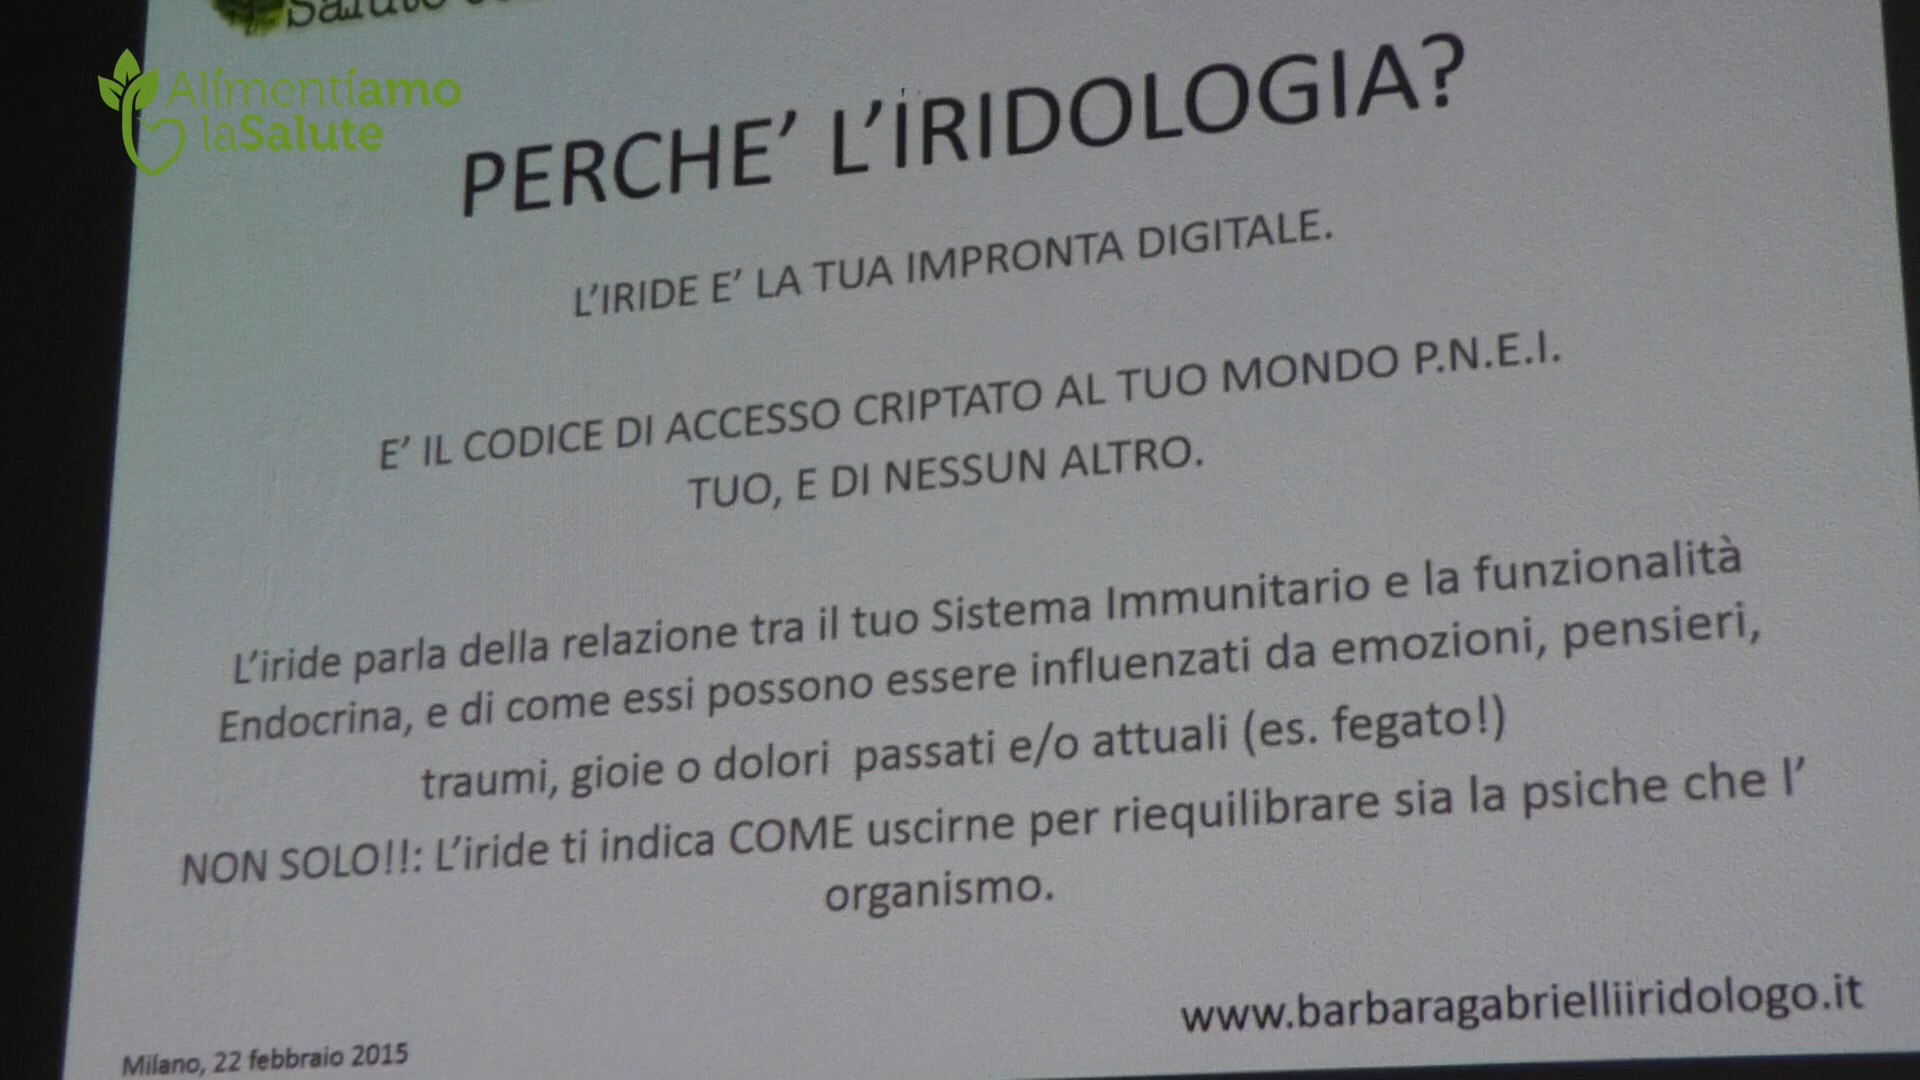 Salute
AlimentIamo
laSalute
PERCHE' L'IRIDOLOGIA?
L'IRIDE E' LA TUA IMPRONTA DIGITALE.
E' IL CODICE DI ACCESSO CRIPTATO AL TUO MONDO P.N.E.I.
TUO, E DI NESSUN ALTRO.
L'iride parla della relazione tra il tuo Sistema Immunitario e la funzionalità
Endocrina, e di come essi possono essere influenzati da emozioni, pensieri,
traumi, gioie o dolori passati e/o attuali (es. fegato!)
NON SOLO!!: L'iride ti indica COME uscirne per riequilibrare sia la psiche che l'
organismo.
www.barbaragabrielliiridologo.it
Milano, 22 febbraio 2015